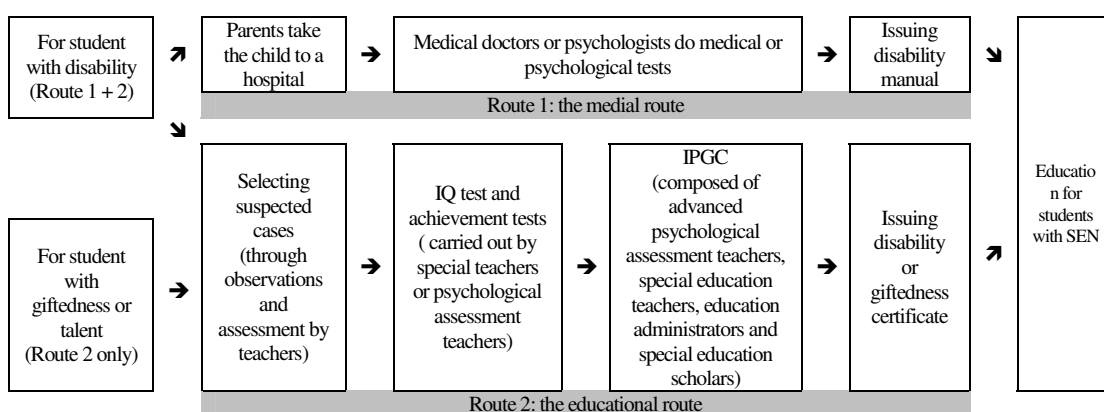 For student
with disability
(Route 1 + 2)
➔
Parents take
the child to a
hospital
➔
Medical doctors or psychologists do medical or
psychological tests
➔
Issuing
disability
manual
➔
Route 1: the medial route
➔
For student
with
giftedness or
talent
(Route 2 only)
➔
Selecting
suspected
cases
(through
observations
and
assessment by
teachers)
➔
IQ test and
achievement tests
( carried out by
special teachers
or psychological
assessment
teachers)
➔
IPGC
(composed of
advanced
psychological
assessment teachers,
special education
teachers, education
administrators and
special education
scholars)
➔
Issuing
disability
or
giftedness
certificate
➔
Route 2: the educational route
Educatio
n for
students
with SEN